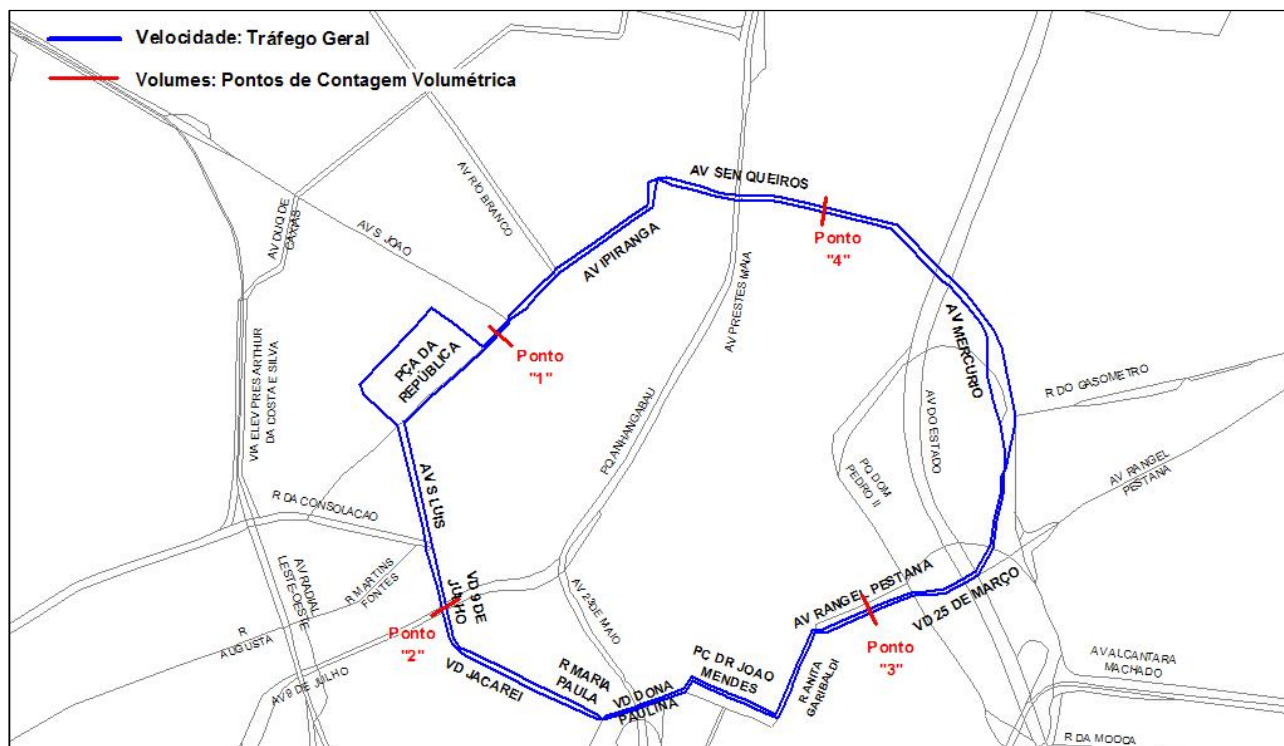 Velocidade: Tráfego Geral
Volumes: Pontos de Contagem Volumétrica
AV RIO BRANCO
AV SEN QUEIROS
AV DUQ DE
CAXAS
AV S JOAO
AV IPIRANGA
Ponto
"4"
AV PRESTES MAIA
PÇA DA
REPÚBLICA
Ponto
"1"
AV MERCURIO
VIA ELEV PRES ARTHUR
DA COSTA E SILVA
R DO GASOMETRO
AV DO ESTADO
PQ ANHANGABAU
AV S LUIS
PQ DOM
PEDRO II
AV RANGEL
PESTANA
R DA CONSOLACAO
AV RADIAL
LESTE-OESTE
R MARTINS
FONTES
VD 9 DE
JULHO
AV 23 DE MAIO
AV RANGEL PESTANA
VD 25 DE MARÇO
R
AUGUSTA
Ponto
"2"
Ponto
"3"
AV 9 DE JULHO
VD JACAREI
R MARIA
PAULA
VD DONA
PAULINA
PC DR JOAO
MENDES
R ANITA
GARIBALDI
AV ALCANTARA
MACHADO
R DA MOOCA